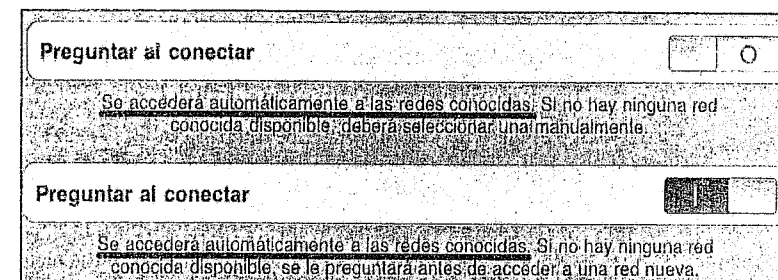 Preguntar al conectar
Se accederá automáticamente a las redes conocidas. Si no hay ninguna red
conocida disponible, deberá seleccionar una manualmente.
Preguntar al conectar
Se accederá automáticamente a las redes conocidas. Si no hay ninguna red
conocida disponible, se le preguntará antes de acceder a una red nueva.